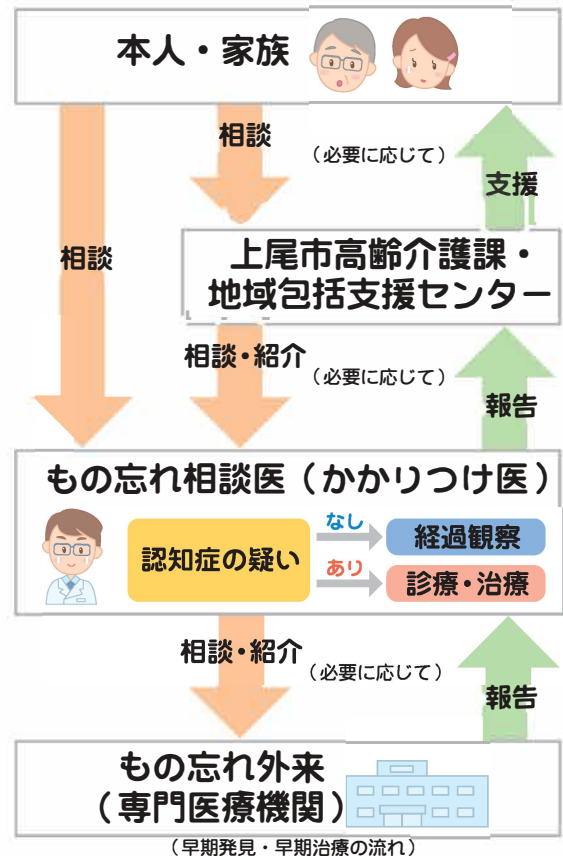 本人・家族
相談
(必要に応じて)
支援
相談
上尾市高齢介護課・
地域包括支援センター
相談・紹介
(必要に応じて)
報告
もの忘れ相談医(かかりつけ医)
認知症の疑い
なし
経過観察
あり
診療・治療
相談・紹介
(必要に応じて)
報告
もの忘れ外来
(専門医療機関)
(早期発見・早期治療の流れ)